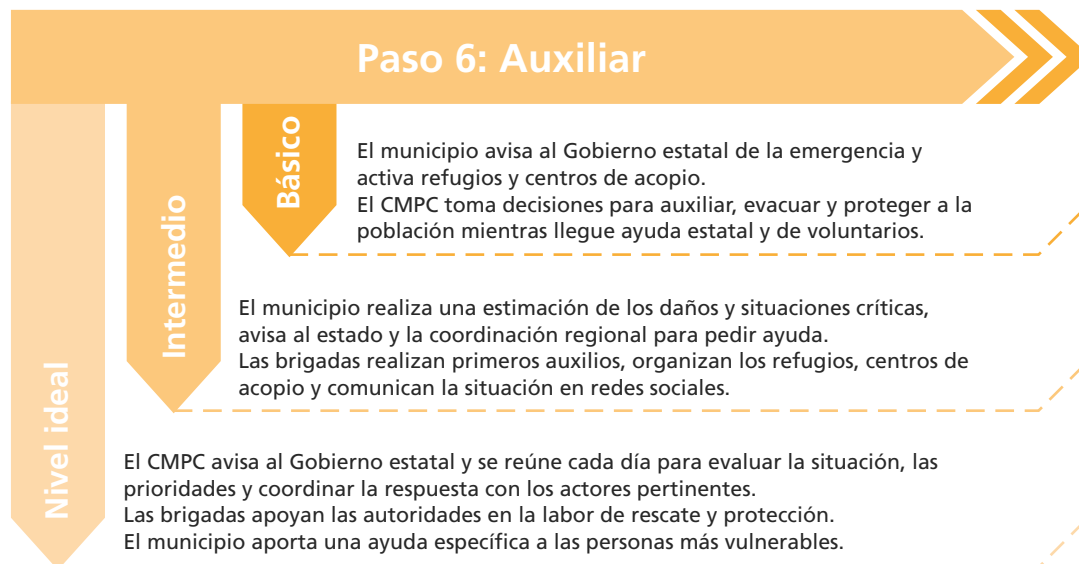 Paso 6: Auxiliar
Básico
El municipio avisa al Gobierno estatal de la emergencia y
activa refugios y centros de acopio.
El CMPC toma decisiones para auxiliar, evacuar y proteger a la
población mientras llegue ayuda estatal y de voluntarios.
Intermedio
El municipio realiza una estimación de los daños y situaciones críticas,
avisa al estado y la coordinación regional para pedir ayuda.
Las brigadas realizan primeros auxilios, organizan los refugios, centros de
acopio y comunican la situación en redes sociales.
Nivel ideal
El CMPC avisa al Gobierno estatal y se reúne cada día para evaluar la situación, las
prioridades y coordinar la respuesta con los actores pertinentes.
Las brigadas apoyan las autoridades en la labor de rescate y protección.
El municipio aporta una ayuda específica a las personas más vulnerables.